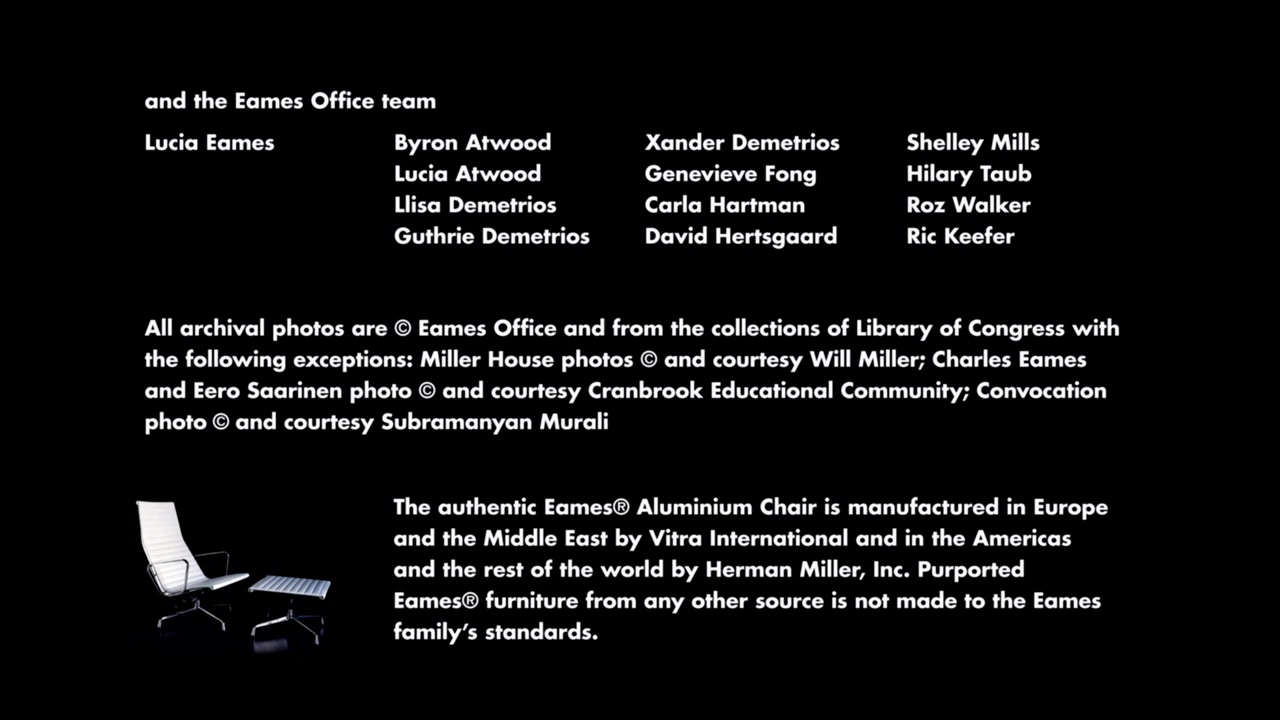 and the Eames Office team
Lucia Eames
Byron Atwood
Lucia Atwood
Llisa Demetrios
Guthrie Demetrios
Xander Demetrios
Genevieve Fong
Carla Hartman
David Hertsgaard
Shelley Mills
Hilary Taub
Roz Walker
Ric Keefer
All archival photos are © Eames Office and from the collections of Library of Congress with
the following exceptions: Miller House photos © and courtesy Will Miller; Charles Eames
and Eero Saarinen photo © and courtesy Cranbrook Educational Community; Convocation
photo © and courtesy Subramanyan Murali
The authentic Eames® Aluminium Chair is manufactured in Europe
and the Middle East by Vitra International and in the Americas
and the rest of the world by Herman Miller, Inc. Purported
Eames® furniture from any other source is not made to the Eames
family’s standards.